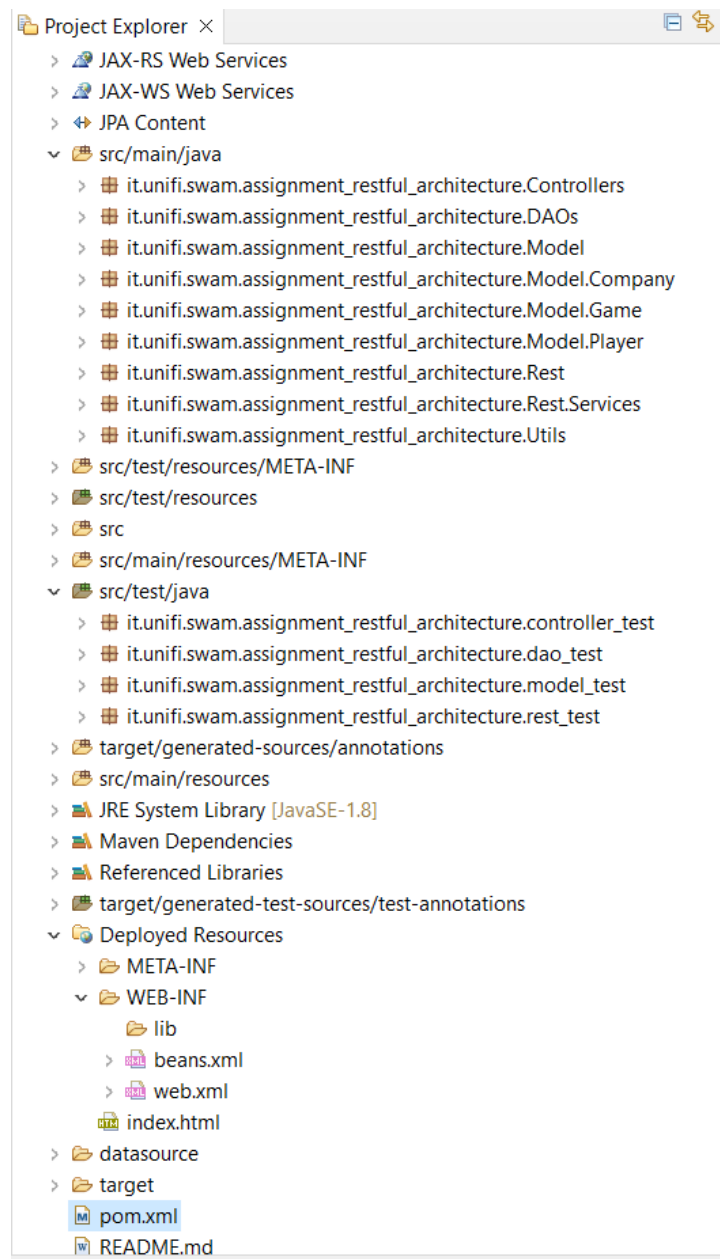 Project Explorer
JAX-RS Web Services
JAX-WS Web Services
JPA Content
src/main/java
it.unifi.swam.assignment_restful_architecture.Controllers
it.unifi.swam.assignment_restful_architecture.DAOs
it.unifi.swam.assignment_restful_architecture.Model
it.unifi.swam.assignment_restful_architecture.Model.Company
it.unifi.swam.assignment_restful_architecture.Model.Game
it.unifi.swam.assignment_restful_architecture.Model.Player
it.unifi.swam.assignment_restful_architecture.Rest
it.unifi.swam.assignment_restful_architecture.Rest.Services
it.unifi.swam.assignment_restful_architecture.Utils
src/test/resources/META-INF
src/test/resources
src
src/main/resources/META-INF
src/test/java
it.unifi.swam.assignment_restful_architecture.controller_test
it.unifi.swam.assignment_restful_architecture.dao_test
it.unifi.swam.assignment_restful_architecture.model_test
it.unifi.swam.assignment_restful_architecture.rest_test
target/generated-sources/annotations
src/main/resources
JRE System Library [JavaSE-1.8]
Maven Dependencies
Referenced Libraries
target/generated-test-sources/test-annotations
Deployed Resources
META-INF
WEB-INF
lib
beans.xml
web.xml
index.html
datasource
target
pom.xml
README.md